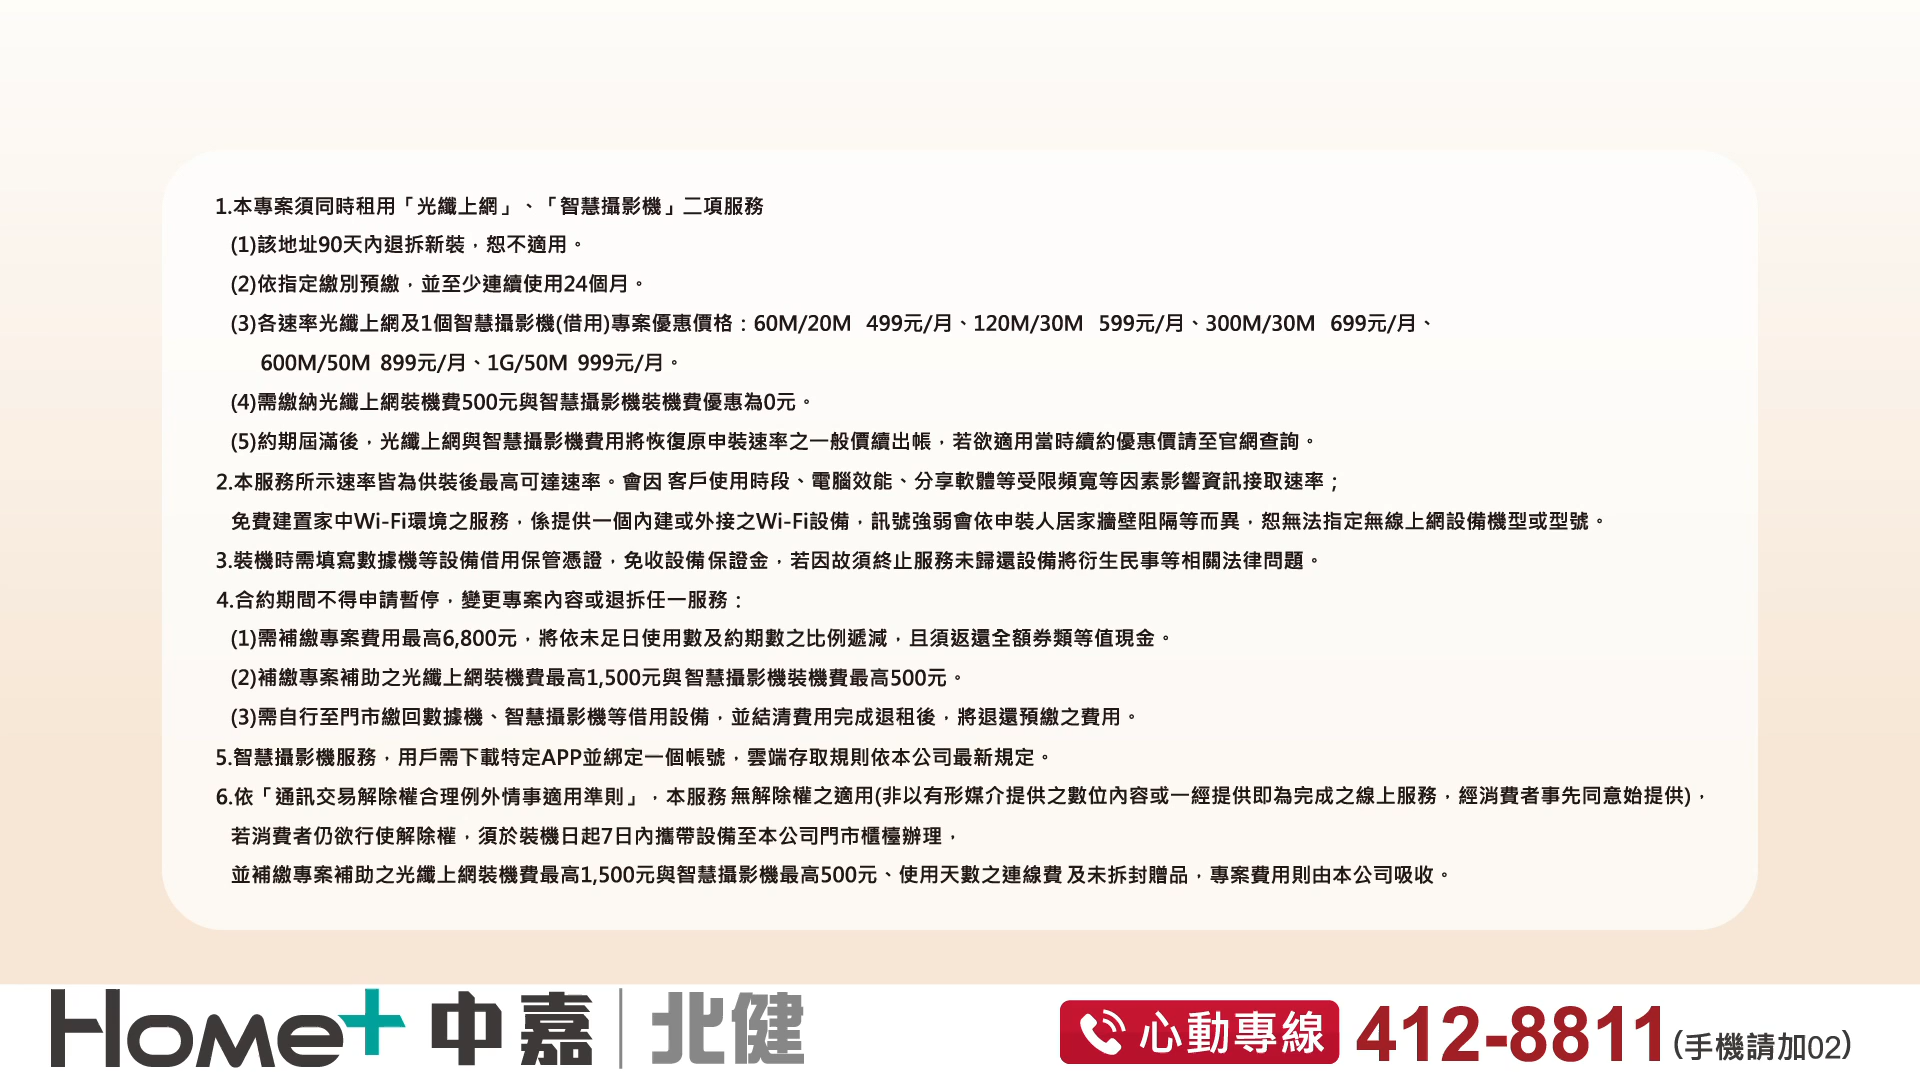 1.本專案須同時租用「光纖上網」、「智慧攝影機」二項服務
(1)該地址90天內退拆新裝，恕不適用。
(2)依指定繳別預繳，並至少連續使用24個月。
(3)各速率光纖上網及1個智慧攝影機(借用)專案優惠價格：60M/20M 499元/月、120M/30M 599元/月、300M/30M 699元/月、
600M/50M 899元/月、1G/50M 999元/月。
(4)需繳納光纖上網裝機費500元與智慧攝影機裝機費優惠為0元。
(5)約期屆滿後，光纖上網與智慧攝影機費用將恢復原申裝速率之一般價續出帳，若欲適用當時續約優惠價請至官網查詢。
2.本服務所示速率皆為供裝後最高可達速率。會因客戶使用時段、電腦效能、分享軟體等受限頻寬等因素影響資訊接取速率；
免費建置家中Wi-Fi環境之服務，係提供一個內建或外接之Wi-Fi設備，訊號強弱會依申裝人居家牆壁阻隔等而異，恕無法指定無線上網設備機型或型號。
3.裝機時需填寫數據機等設備借用保管憑證，免收設備保證金，若因故須終止服務未歸還設備將衍生民事等相關法律問題。
4.合約期間不得申請暫停，變更專案內容或退拆任一服務：
(1)需補繳專案費用最高6,800元，將依未足日使用數及約期數之比例遞減，且須返還全額券類等值現金。
(2)補繳專案補助之光纖上網裝機費最高1,500元與智慧攝影機裝機費最高500元。
(3)需自行至門市繳回數據機、智慧攝影機等借用設備，並結清費用完成退租後，將退還預繳之費用。
5.智慧攝影機服務，用戶需下載特定APP並綁定一個帳號，雲端存取規則依本公司最新規定。
6.依「通訊交易解除權合理例外情事適用準則」，本服務無解除權之適用(非以有形媒介提供之數位內容或一經提供即為完成之線上服務，經消費者事先同意始提供)，
若消費者仍欲行使解除權，須於裝機日起7日內攜帶設備至本公司門市櫃檯辦理，
並補繳專案補助之光纖上網裝機費最高1,500元與智慧攝影機最高500元、使用天數之連線費及未拆封贈品，專案費用則由本公司吸收。
Home+ 中嘉 | 北健 心動專線 412-8811 (手機請加02)